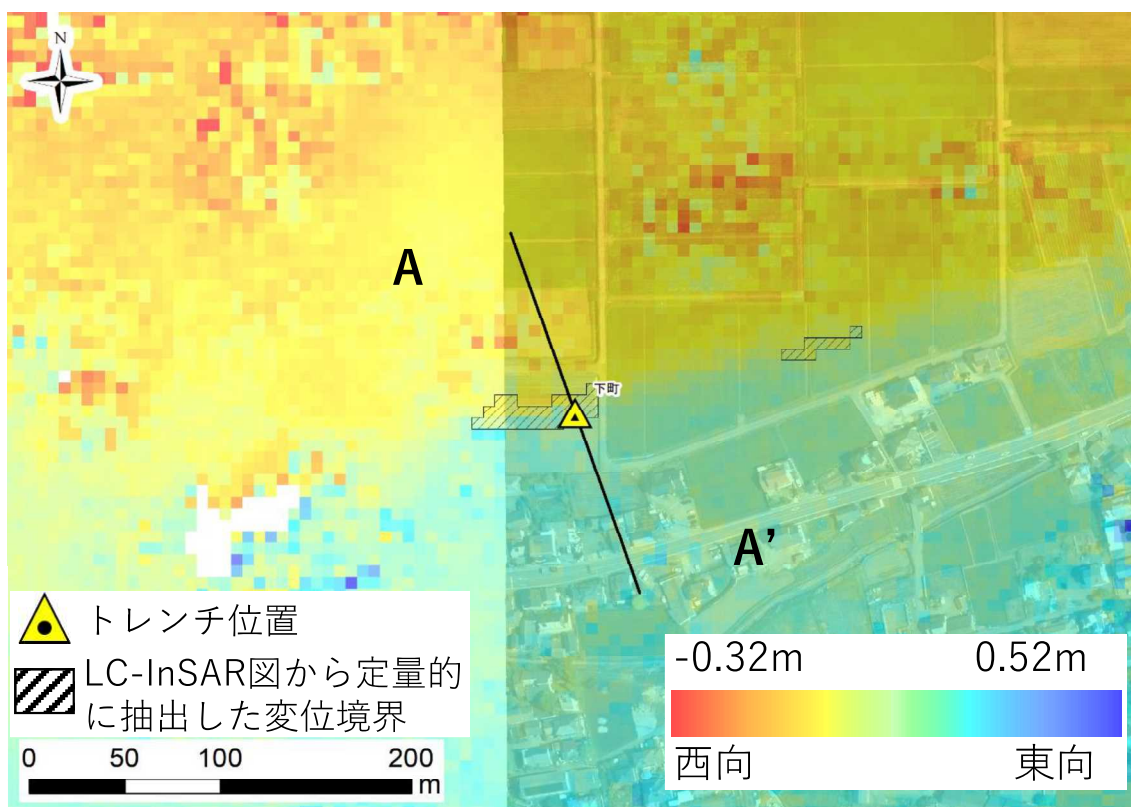 N
A
下町
A’
トレンチ位置
LC-InSAR図から定量的
に抽出した変位境界
0 50 100 200
m
-0.32m 0.52m
西向 東向